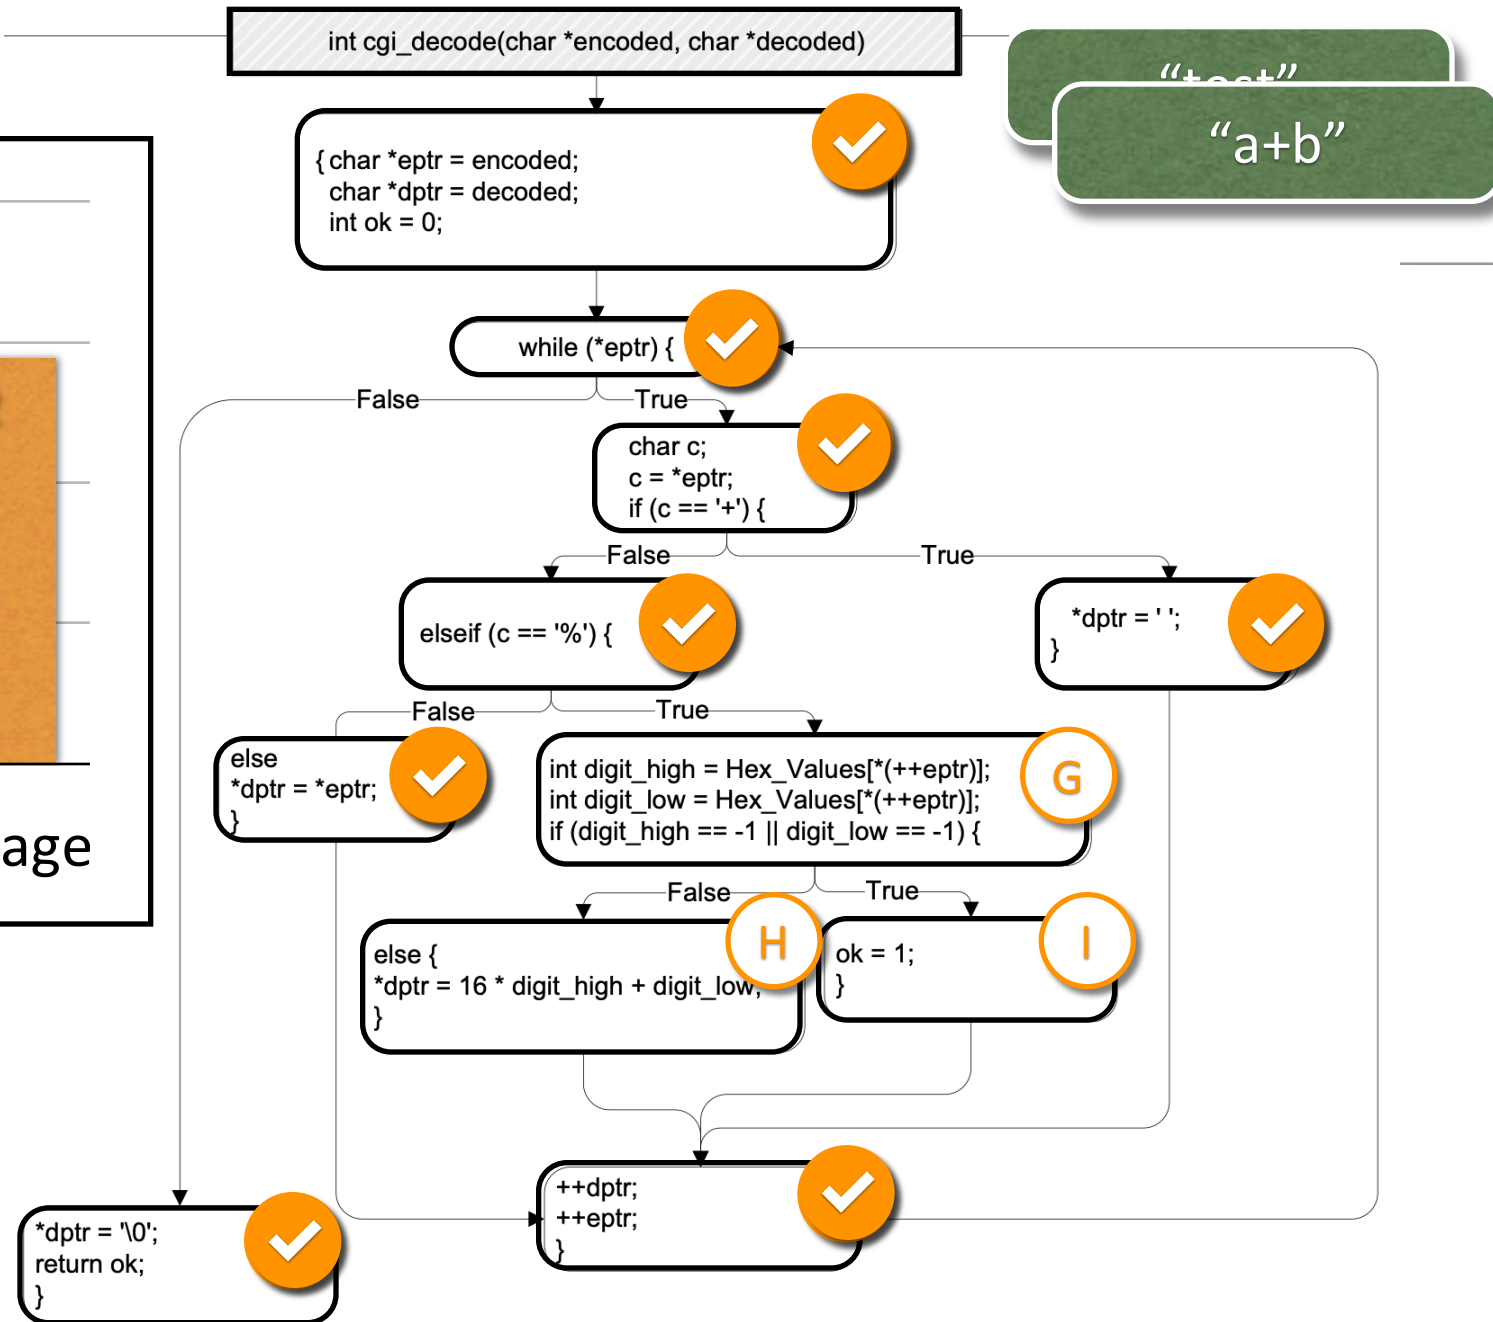 int cgi_decode(char *encoded, char *decoded)
“test”
“a+b”
{ char *eptr = encoded;
char *dptr = decoded;
int ok = 0;
while (*eptr) {
False
True
char c;
c = *eptr;
if (c == '+') {
False
True
elseif (c == '%') {
*dptr = ' ';
}
False
True
else
*dptr = *eptr;
}
int digit_high = Hex_Values[*(++eptr)];
int digit_low = Hex_Values[*(++eptr)];
if (digit_high == -1 || digit_low == -1) {
G
age
False
True
else {
*dptr = 16 * digit_high + digit_low;
}
H
ok = 1;
}
I
++dptr;
++eptr;
}
*dptr = '\0';
return ok;
}